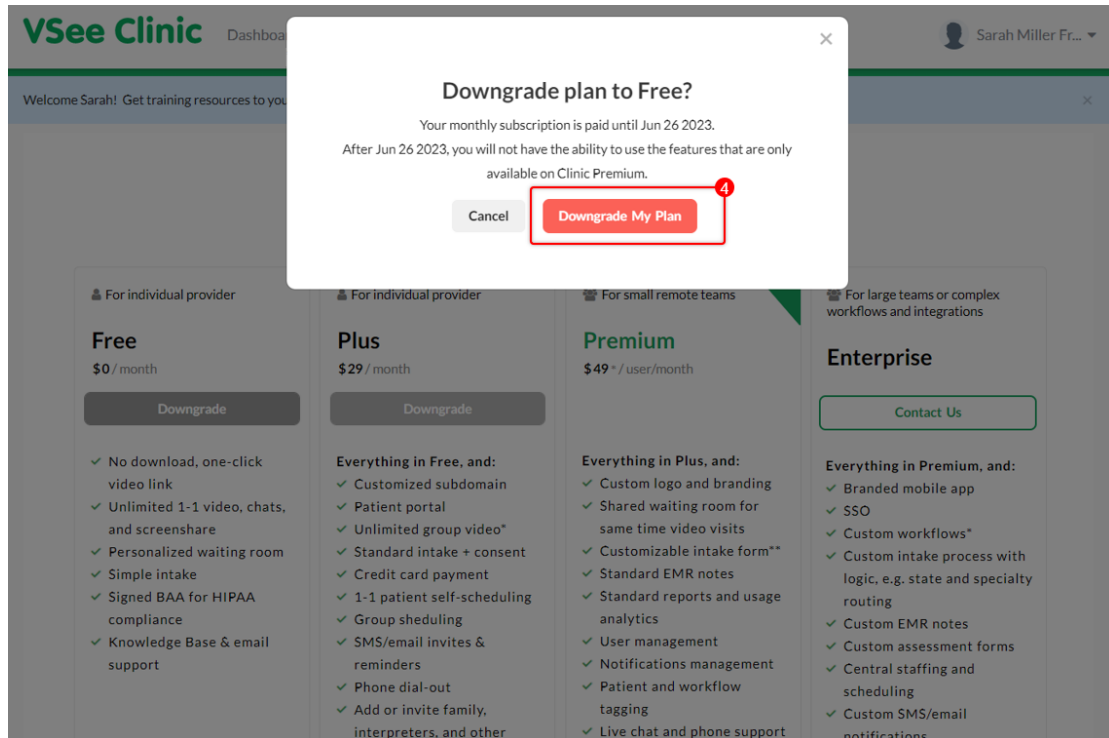 VSee Clinic Dashboa
Sarah Miller Fr...
Welcome Sarah! Get training resources to you
Downgrade plan to Free?
Your monthly subscription is paid until Jun 26 2023.
After Jun 26 2023, you will not have the ability to use the features that are only
available on Clinic Premium.
4
Cancel
Downgrade My Plan
For individual provider
Free
$0 / month
Downgrade
No download, one-click
video link
Unlimited 1-1 video, chats,
and screenshare
Personalized waiting room
Simple intake
Signed BAA for HIPAA
compliance
Knowledge Base & email
support
For individual provider
Plus
$29 / month
Downgrade
Everything in Free, and:
Customized subdomain
Patient portal
Unlimited group video*
Standard intake + consent
Credit card payment
1-1 patient self-scheduling
Group sheduling
SMS/email invites &
reminders
Phone dial-out
Add or invite family,
interpreters, and other
For small remote teams
Premium
$49 * / user/month
Everything in Plus, and:
Custom logo and branding
Shared waiting room for
same time video visits
Customizable intake form**
Standard EMR notes
Standard reports and usage
analytics
User management
Notifications management
Patient and workflow
tagging
Live chat and phone support
For large teams or complex
workflows and integrations
Enterprise
Contact Us
Everything in Premium, and:
Branded mobile app
SSO
Custom workflows*
Custom intake process with
logic, e.g. state and specialty
routing
Custom EMR notes
Custom assessment forms
Central staffing and
scheduling
Custom SMS/email
notifications